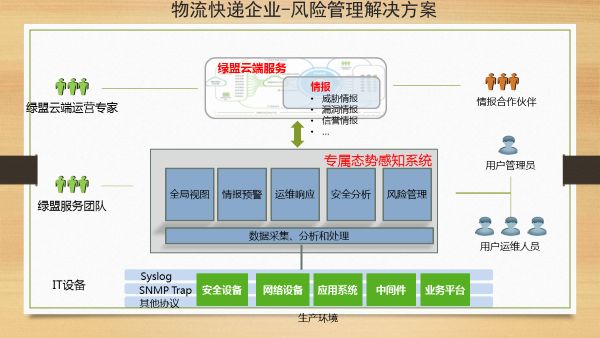 物流快递企业-风险管理解决方案
绿盟云端服务
情报
• 威胁情报
• 漏洞情报
• 信誉情报
• ...
绿盟云端运营专家
情报合作伙伴
专属态势感知系统
用户管理员
全局视图 情报预警 运维响应 安全分析 风险管理
绿盟服务团队
数据采集、分析和处理
用户运维人员
IT设备
Syslog
SNMP Trap
其他协议
安全设备 网络设备 应用系统 中间件 业务平台
生产环境